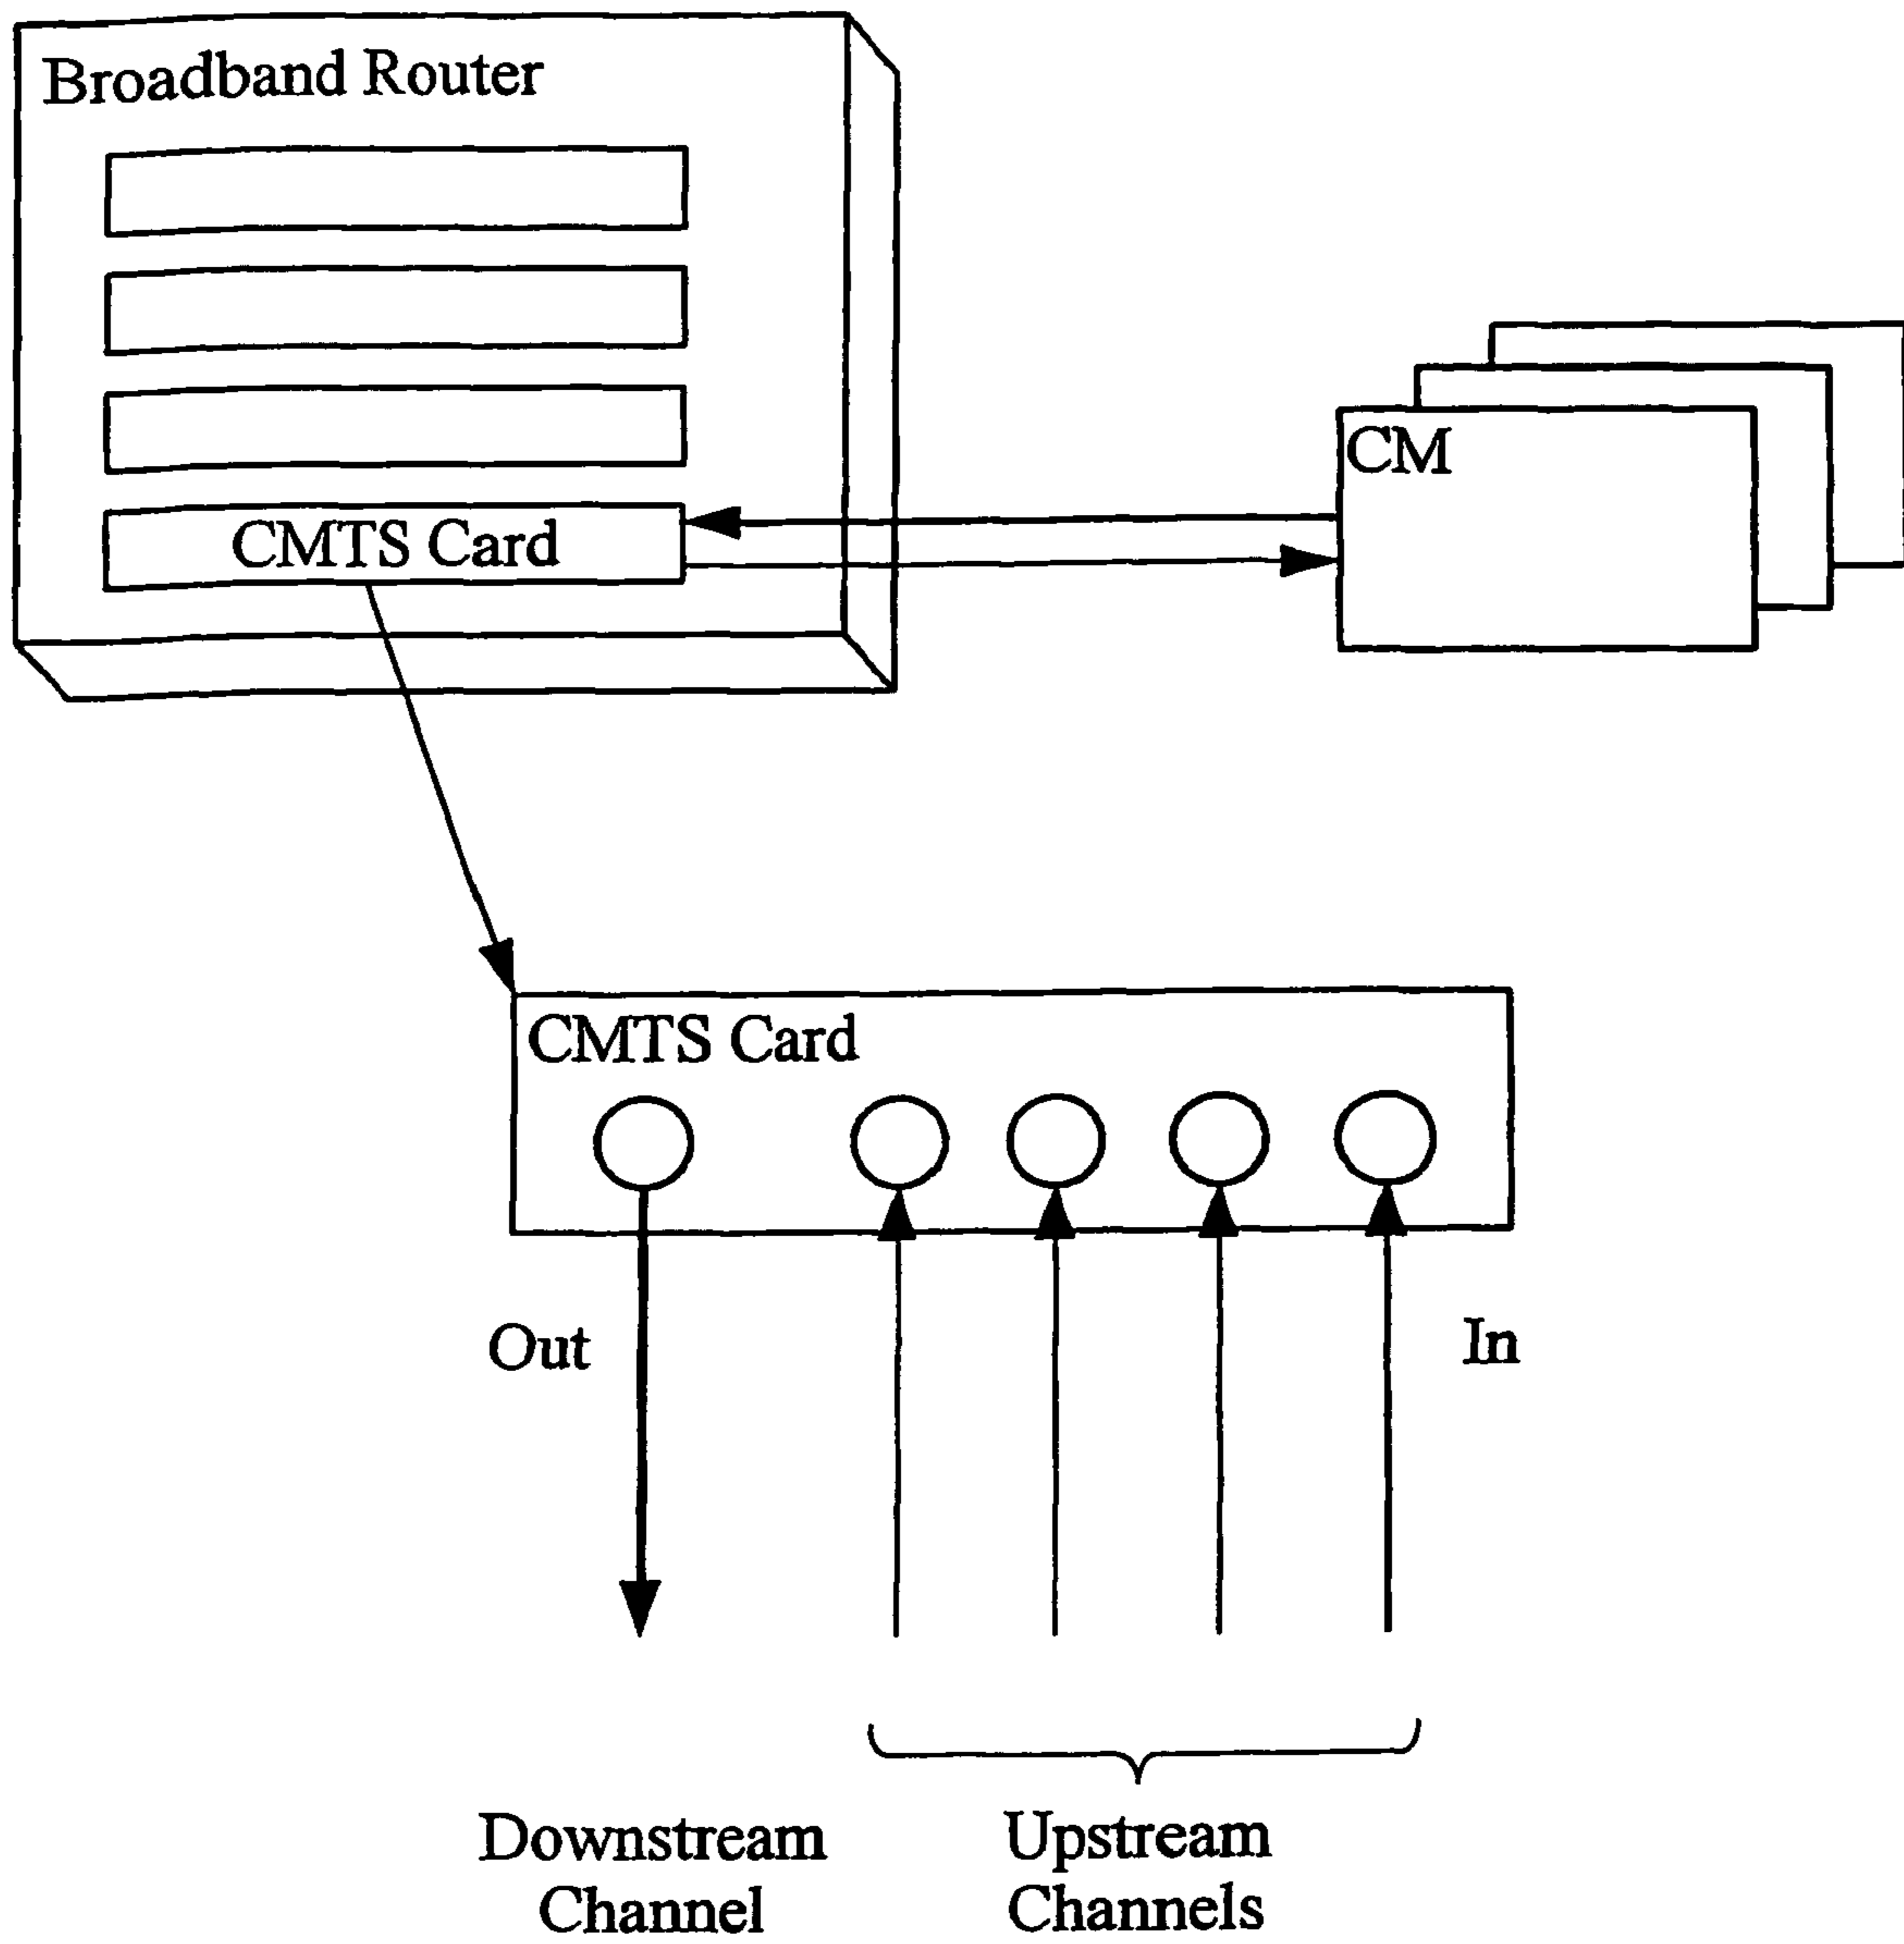 Broadband Router
CMTS Card
CM
CMTS Card
Out
In
Downstream
Channel
Upstream
Channels